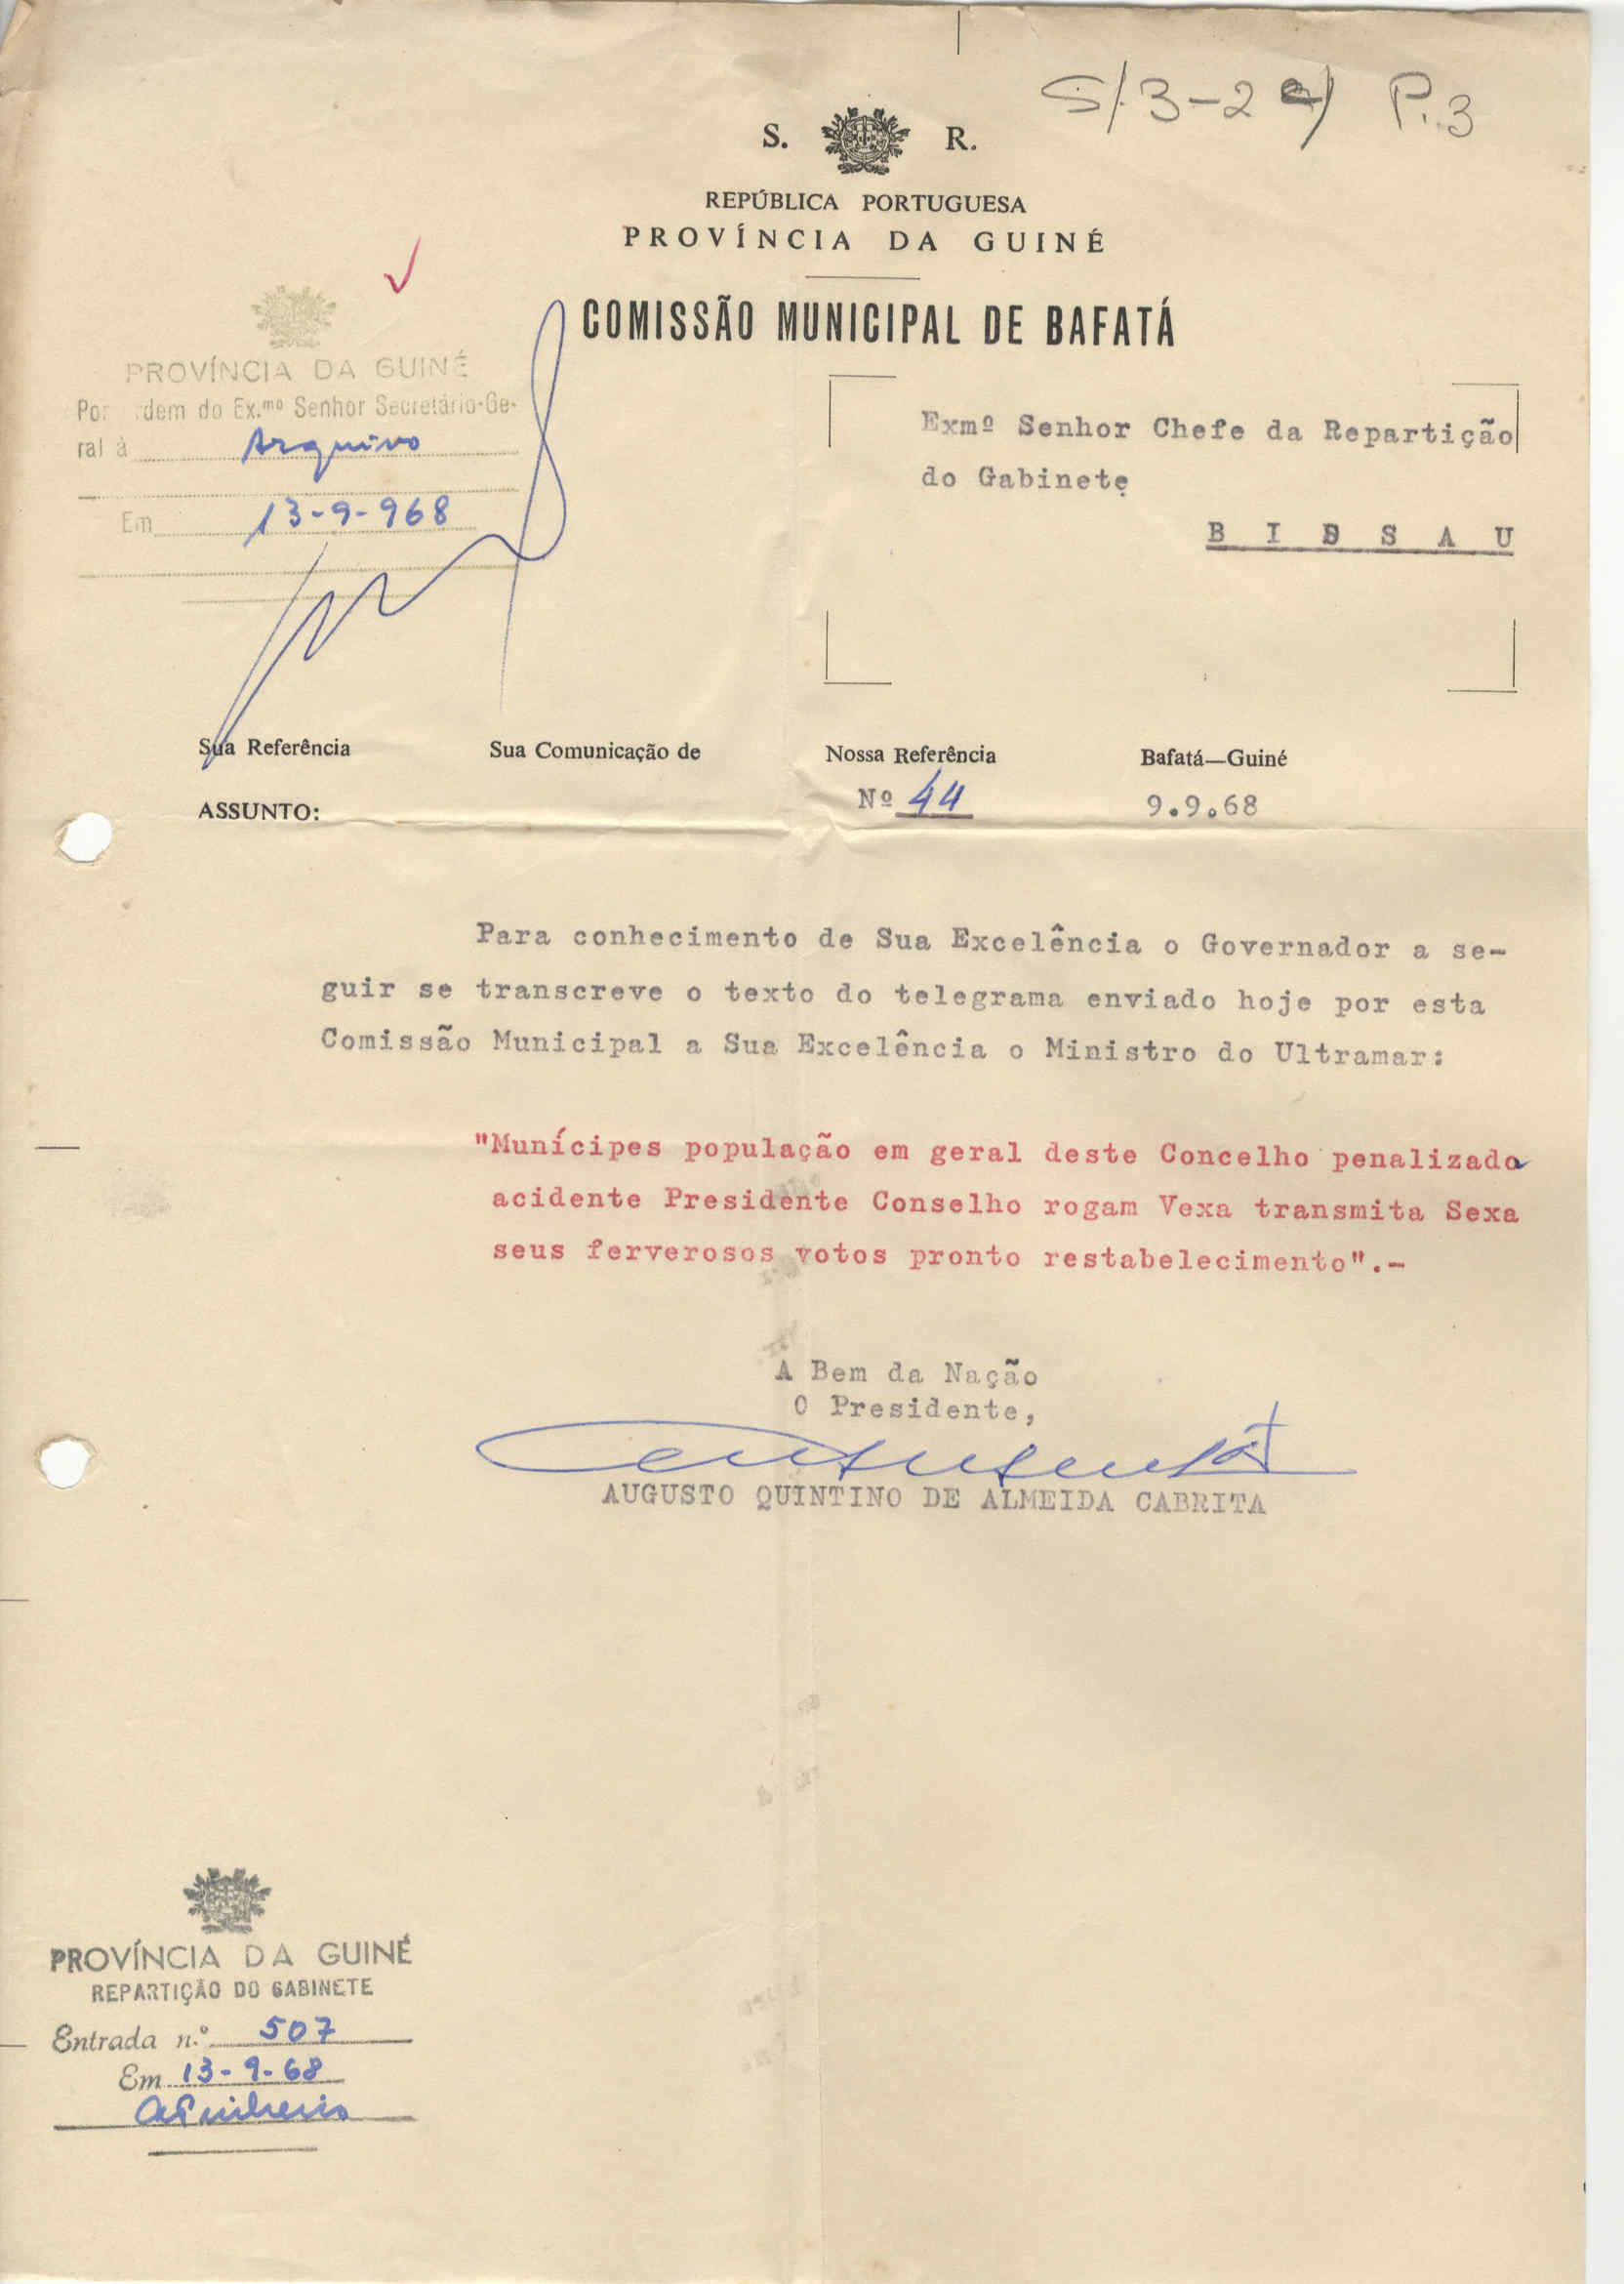 S/3-2 P.3
S. R.
REPÚBLICA PORTUGUESA
PROVÍNCIA DA GUINÉ
COMISSÃO MUNICIPAL DE BAFATÁ
PROVÍNCIA DA GUINÉ
Por ordem do Ex.mo Senhor Secretário-Ge-
ral à Arquivo
Em 13-9-968
Exmº Senhor Chefe da Repartição
do Gabinete
B I S S A U
Sua Referência Sua Comunicação de Nossa Referência Bafatá—Guiné
Nº 44 9.9.68
ASSUNTO:
Para conhecimento de Sua Excelência o Governador a se-
guir se transcreve o texto do telegrama enviado hoje por esta
Comissão Municipal a Sua Excelência o Ministro do Ultramar:
"Munícipes população em geral deste Concelho penalizada
acidente Presidente Conselho rogam Vexa transmita Sexa
seus ferverosos votos pronto restabelecimento".-
A Bem da Nação
O Presidente,
AUGUSTO QUINTINO DE ALMEIDA CABRITA
PROVÍNCIA DA GUINÉ
REPARTIÇÃO DO GABINETE
Entrada n.º 507
Em 13-9-68